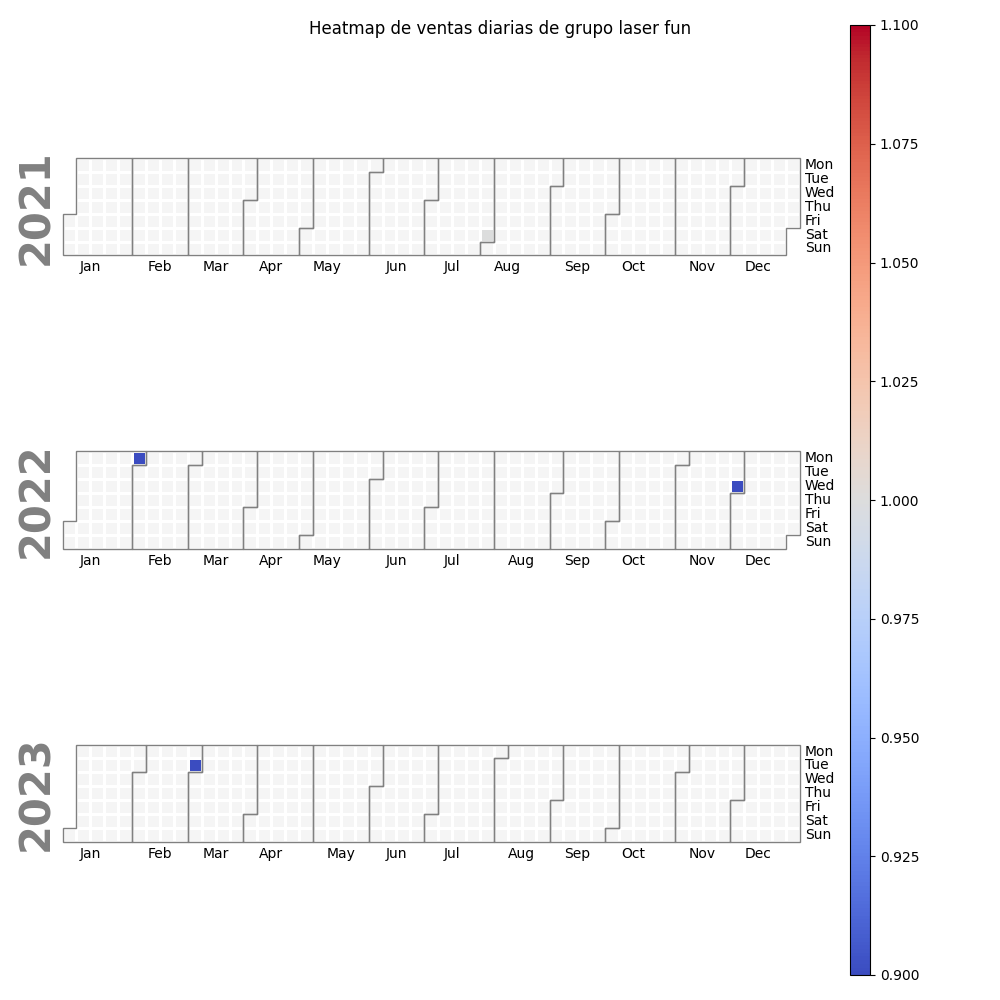 Heatmap de ventas diarias de grupo laser fun
2021
Mon
Tue
Wed
Thu
Fri
Sat
Sun
Jan Feb Mar Apr May Jun Jul Aug Sep Oct Nov Dec
2022
Mon
Tue
Wed
Thu
Fri
Sat
Sun
Jan Feb Mar Apr May Jun Jul Aug Sep Oct Nov Dec
2023
Mon
Tue
Wed
Thu
Fri
Sat
Sun
Jan Feb Mar Apr May Jun Jul Aug Sep Oct Nov Dec
1.100
1.075
1.050
1.025
1.000
0.975
0.950
0.925
0.900